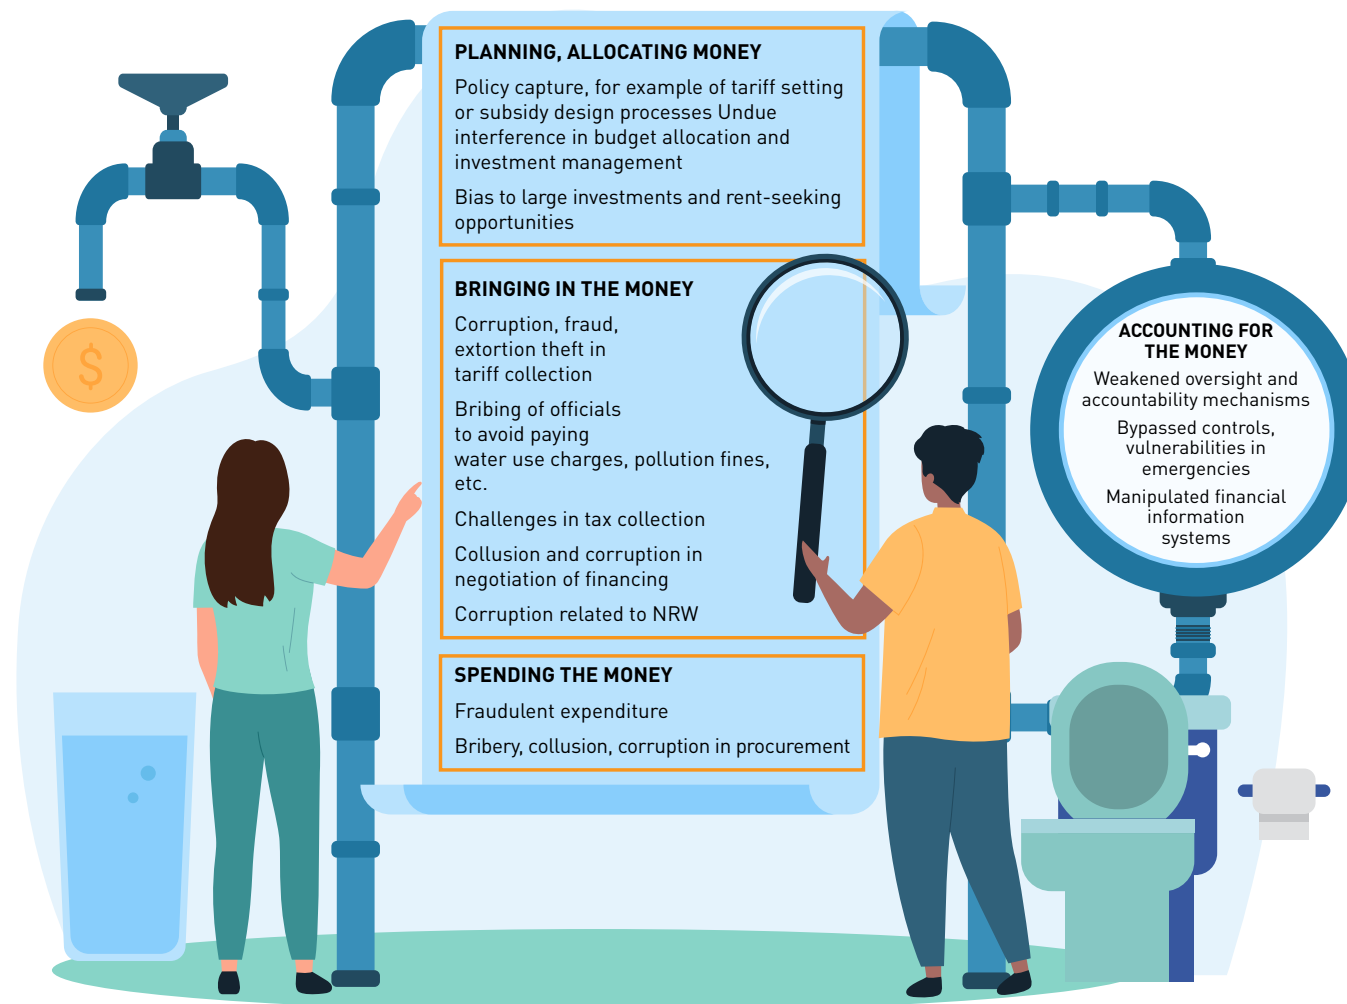 PLANNING, ALLOCATING MONEY
Policy capture, for example of tariff setting
or subsidy design processes Undue
interference in budget allocation and
investment management
Bias to large investments and rent-seeking
opportunities
BRINGING IN THE MONEY
Corruption, fraud,
extortion theft in
tariff collection
Bribing of officials
to avoid paying
water use charges, pollution fines,
etc.
Challenges in tax collection
Collusion and corruption in
negotiation of financing
Corruption related to NRW
SPENDING THE MONEY
Fraudulent expenditure
Bribery, collusion, corruption in procurement
ACCOUNTING FOR
THE MONEY
Weakened oversight and
accountability mechanisms
Bypassed controls,
vulnerabilities in
emergencies
Manipulated financial
information
systems
$